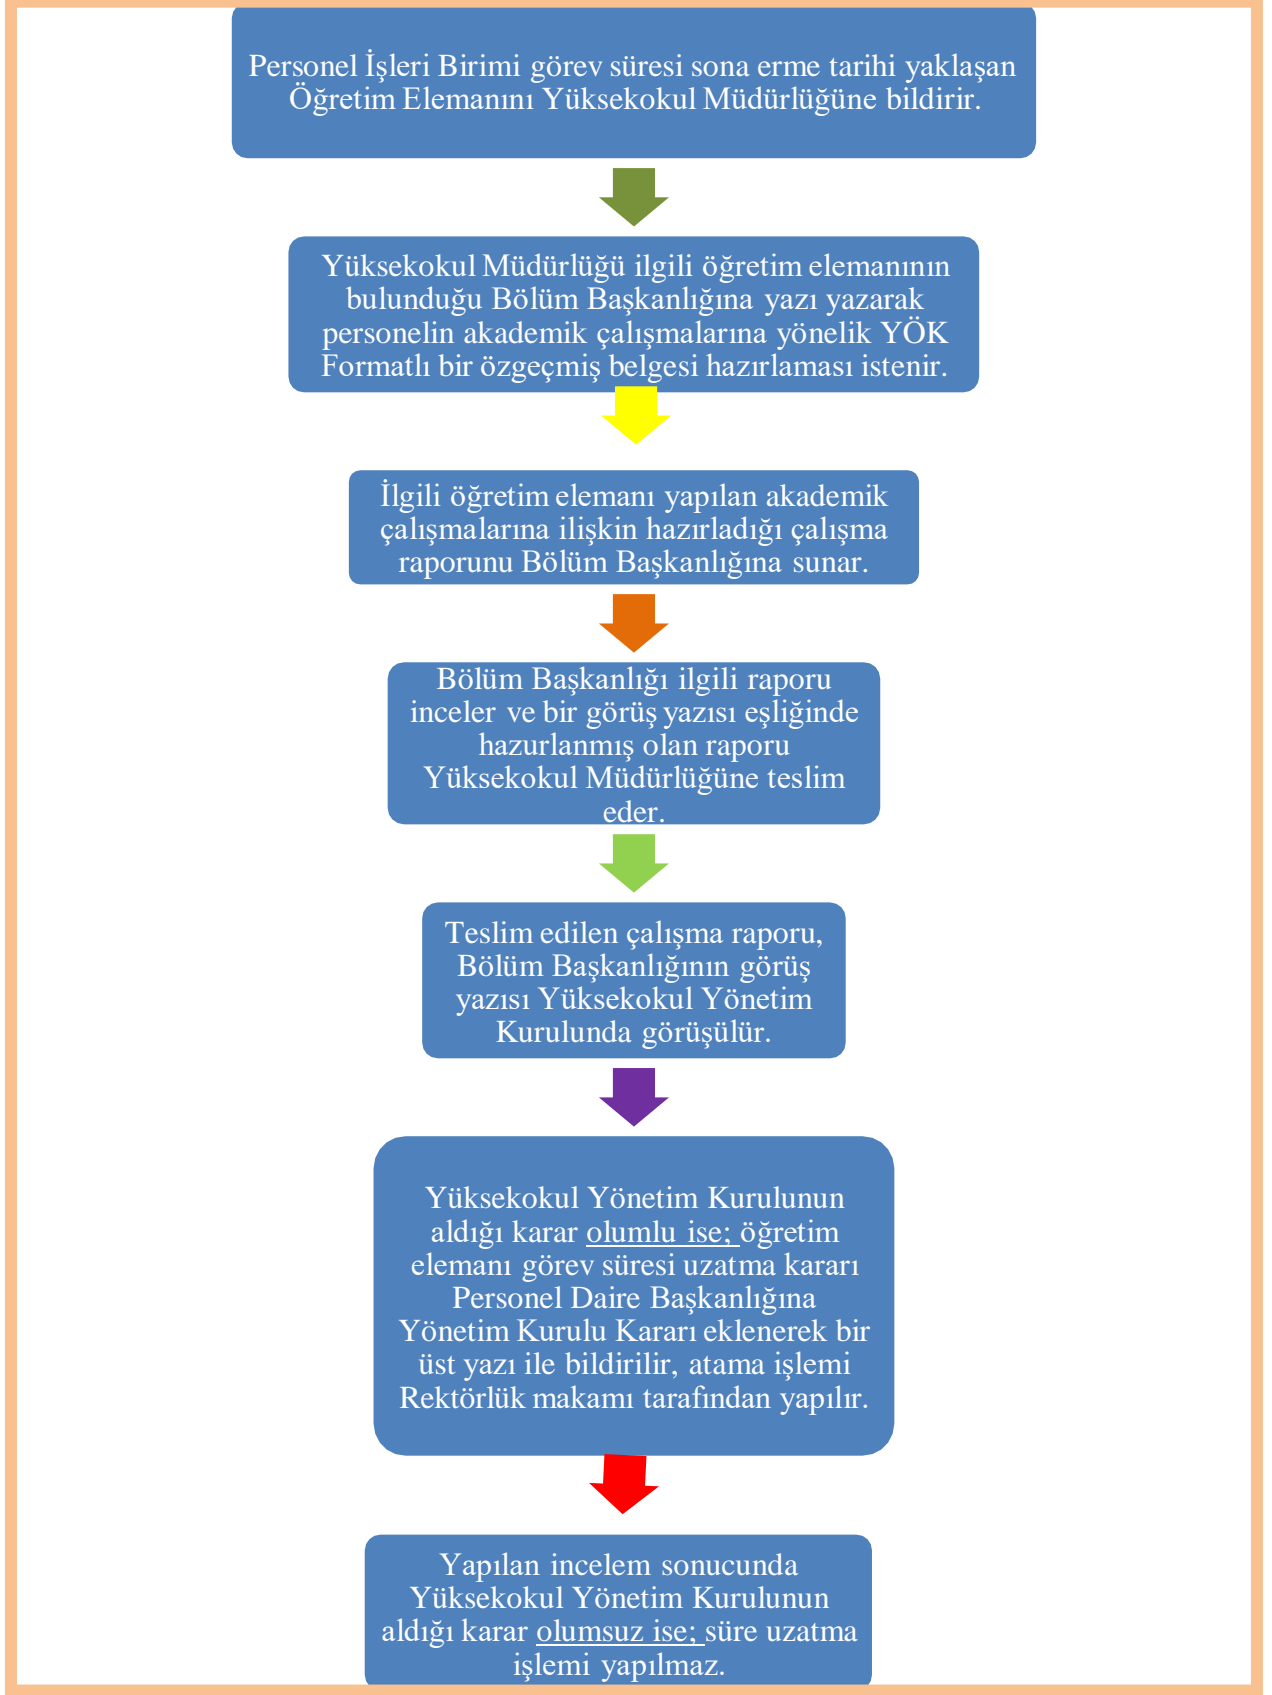 Personel İşleri Birimi görev süresi sona erme tarihi yaklaşan
Öğretim Elemanını Yüksekokul Müdürlüğüne bildirir.
Yüksekokul Müdürlüğü ilgili öğretim elemanının
bulunduğu Bölüm Başkanlığına yazı yazarak
personelin akademik çalışmalarına yönelik YÖK
Formatlı bir özgeçmiş belgesi hazırlaması istenir.
İlgili öğretim elemanı yapılan akademik
çalışmalarına ilişkin hazırladığı çalışma
raporunu Bölüm Başkanlığına sunar.
Bölüm Başkanlığı ilgili raporu
inceler ve bir görüş yazısı eşliğinde
hazurlanmış olan raporu
Yüksekokul Müdürlüğüne teslim
eder.
Teslim edilen çalışma raporu,
Bölüm Başkanlığının görüş
yazısı Yüksekokul Yönetim
Kurulunda görüşülür.
Yüksekokul Yönetim Kurulunun
aldığı karar olumlu ise; öğretim
elemanı görev süresi uzatma kararı
Personel Daire Başkanlığına
Yönetim Kurulu Kararı eklenerek bir
üst yazı ile bildirilir, atama işlemi
Rektörlük makamı tarafından yapılır.
Yapılan incelem sonucunda
Yüksekokul Yönetim Kurulunun
aldığı karar olumsuz ise; süre uzatma
işlemi yapılmaz.